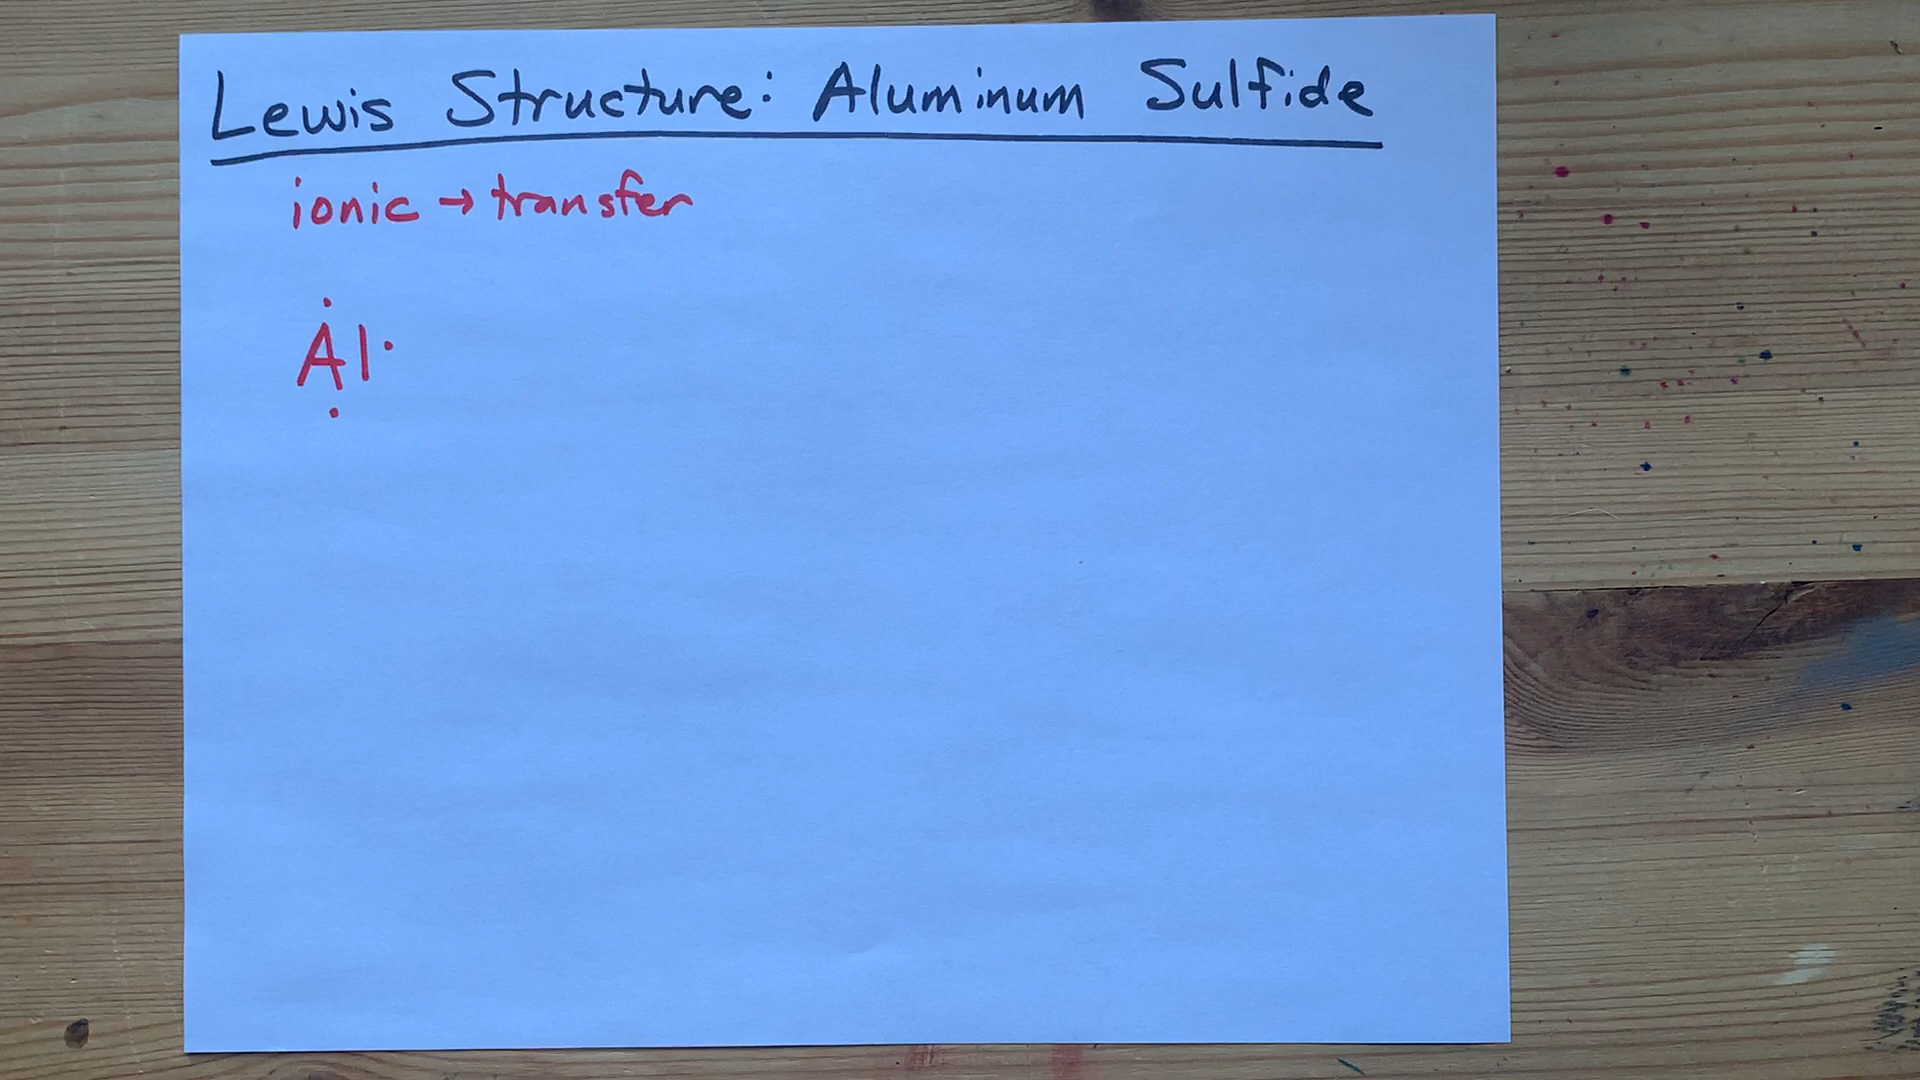 Lewis Structure: Aluminum Sulfide
ionic → transfer
Al